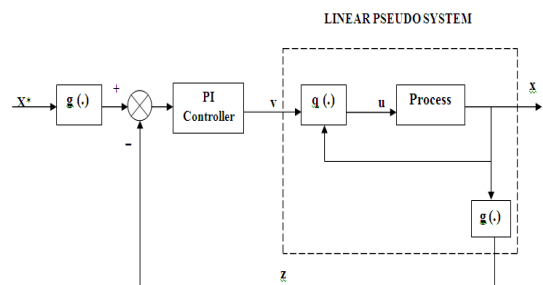 LINEAR PSEUDO SYSTEM
X*
g (.)
+
-
PI
Controller
v
q (.)
u
Process
x
g (.)
z